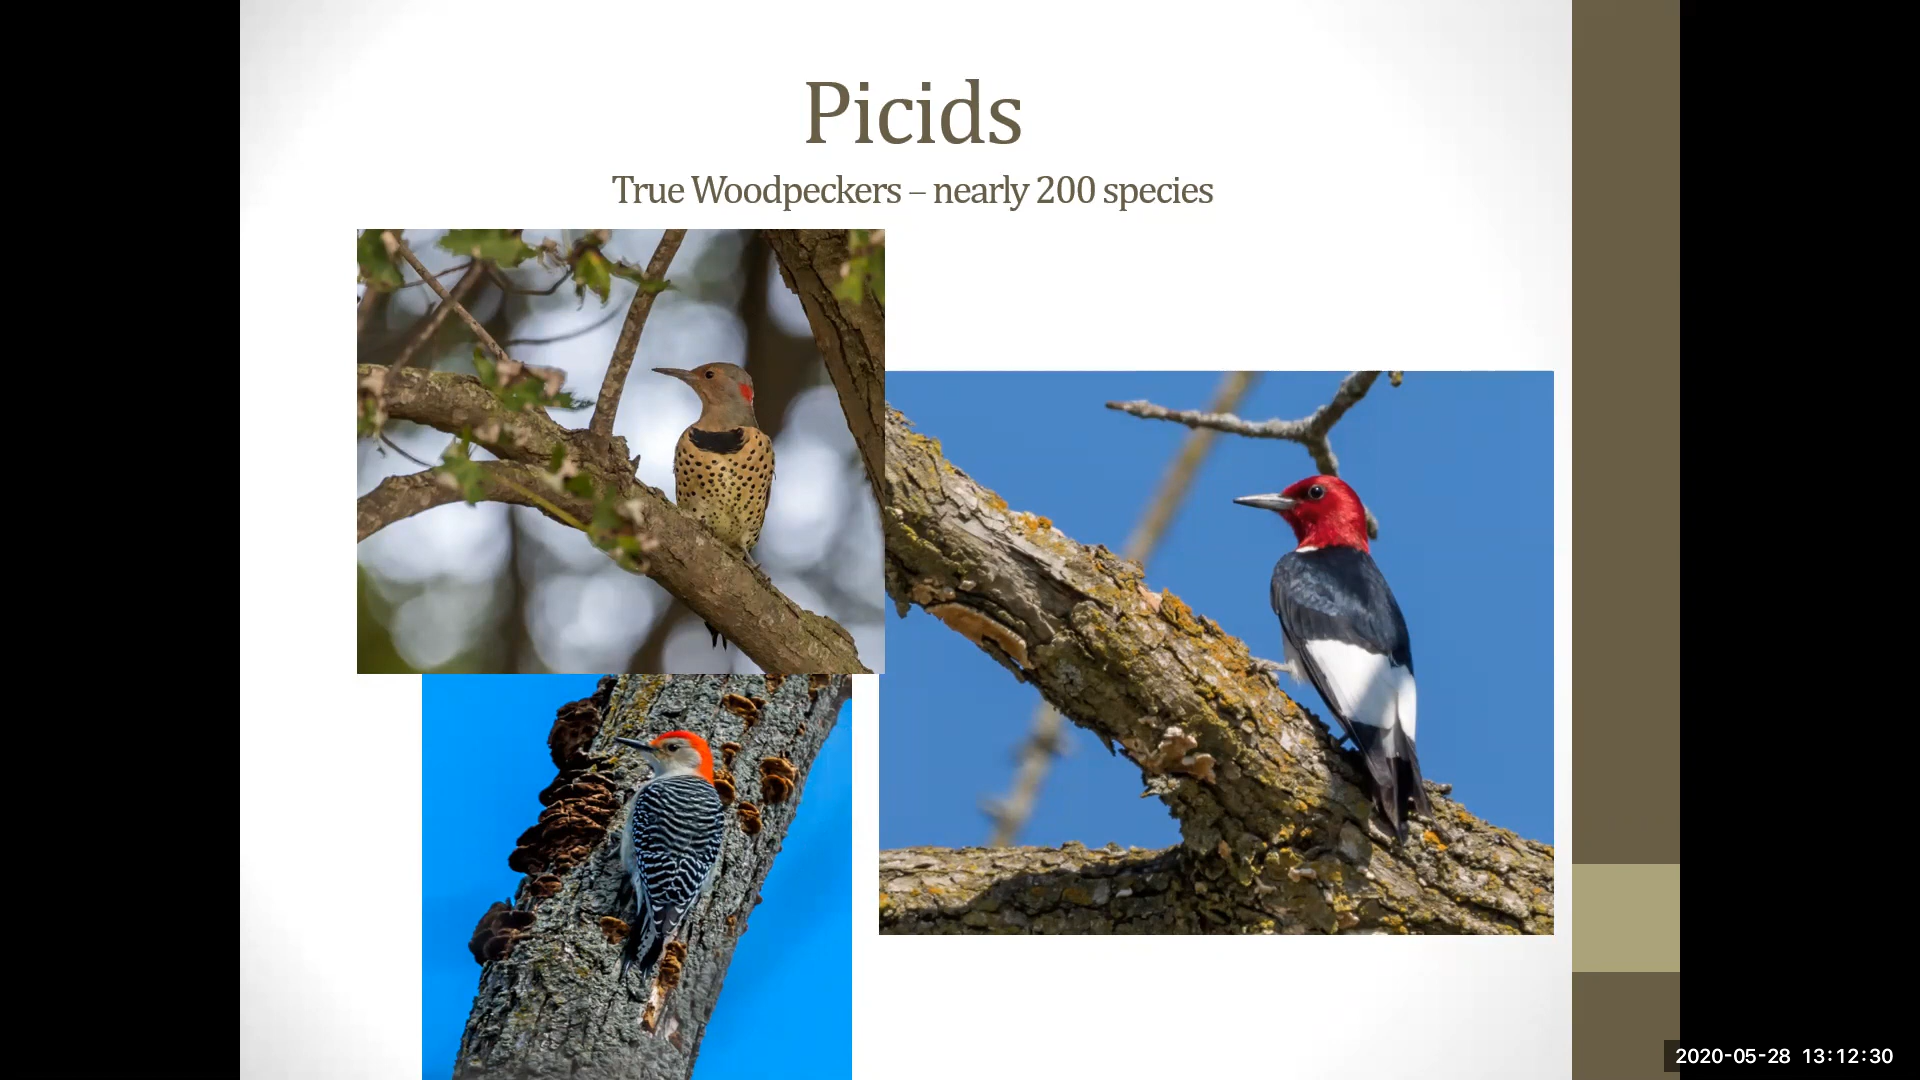 Picids
True Woodpeckers – nearly 200 species
2020-05-28 13:12:30